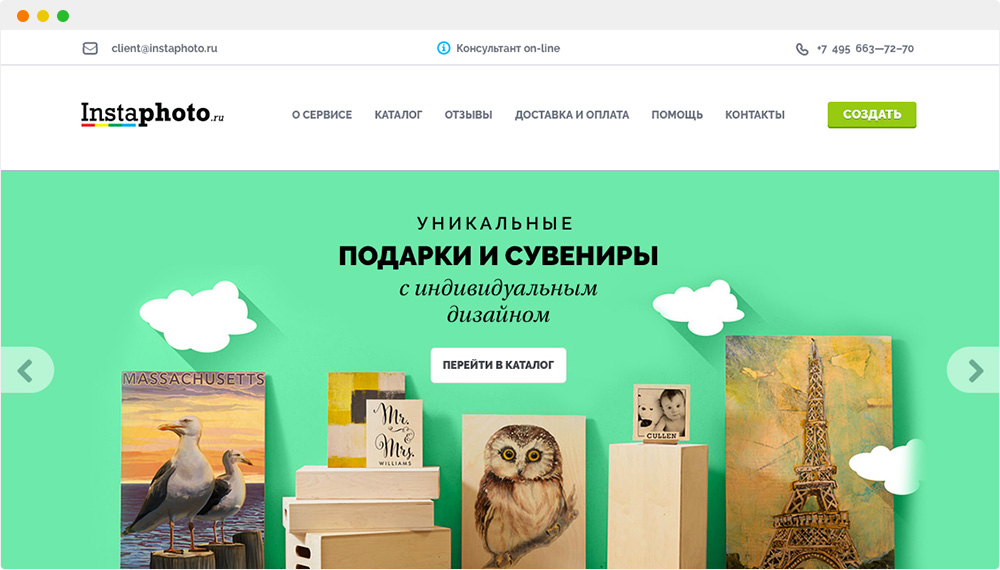 client@instaphoto.ru
Консультант on-line
+7 495 663—72–70
Instaphoto.ru
О СЕРВИСЕ
КАТАЛОГ
ОТЗЫВЫ
ДОСТАВКА И ОПЛАТА
ПОМОЩЬ
КОНТАКТЫ
СОЗДАТЬ
УНИКАЛЬНЫЕ
ПОДАРКИ И СУВЕНИРЫ
с индивидуальным
дизайном
ПЕРЕЙТИ В КАТАЛОГ
MASSACHUSETTS
Mr.
&
Mrs.
WILLIAMS
CULLEN